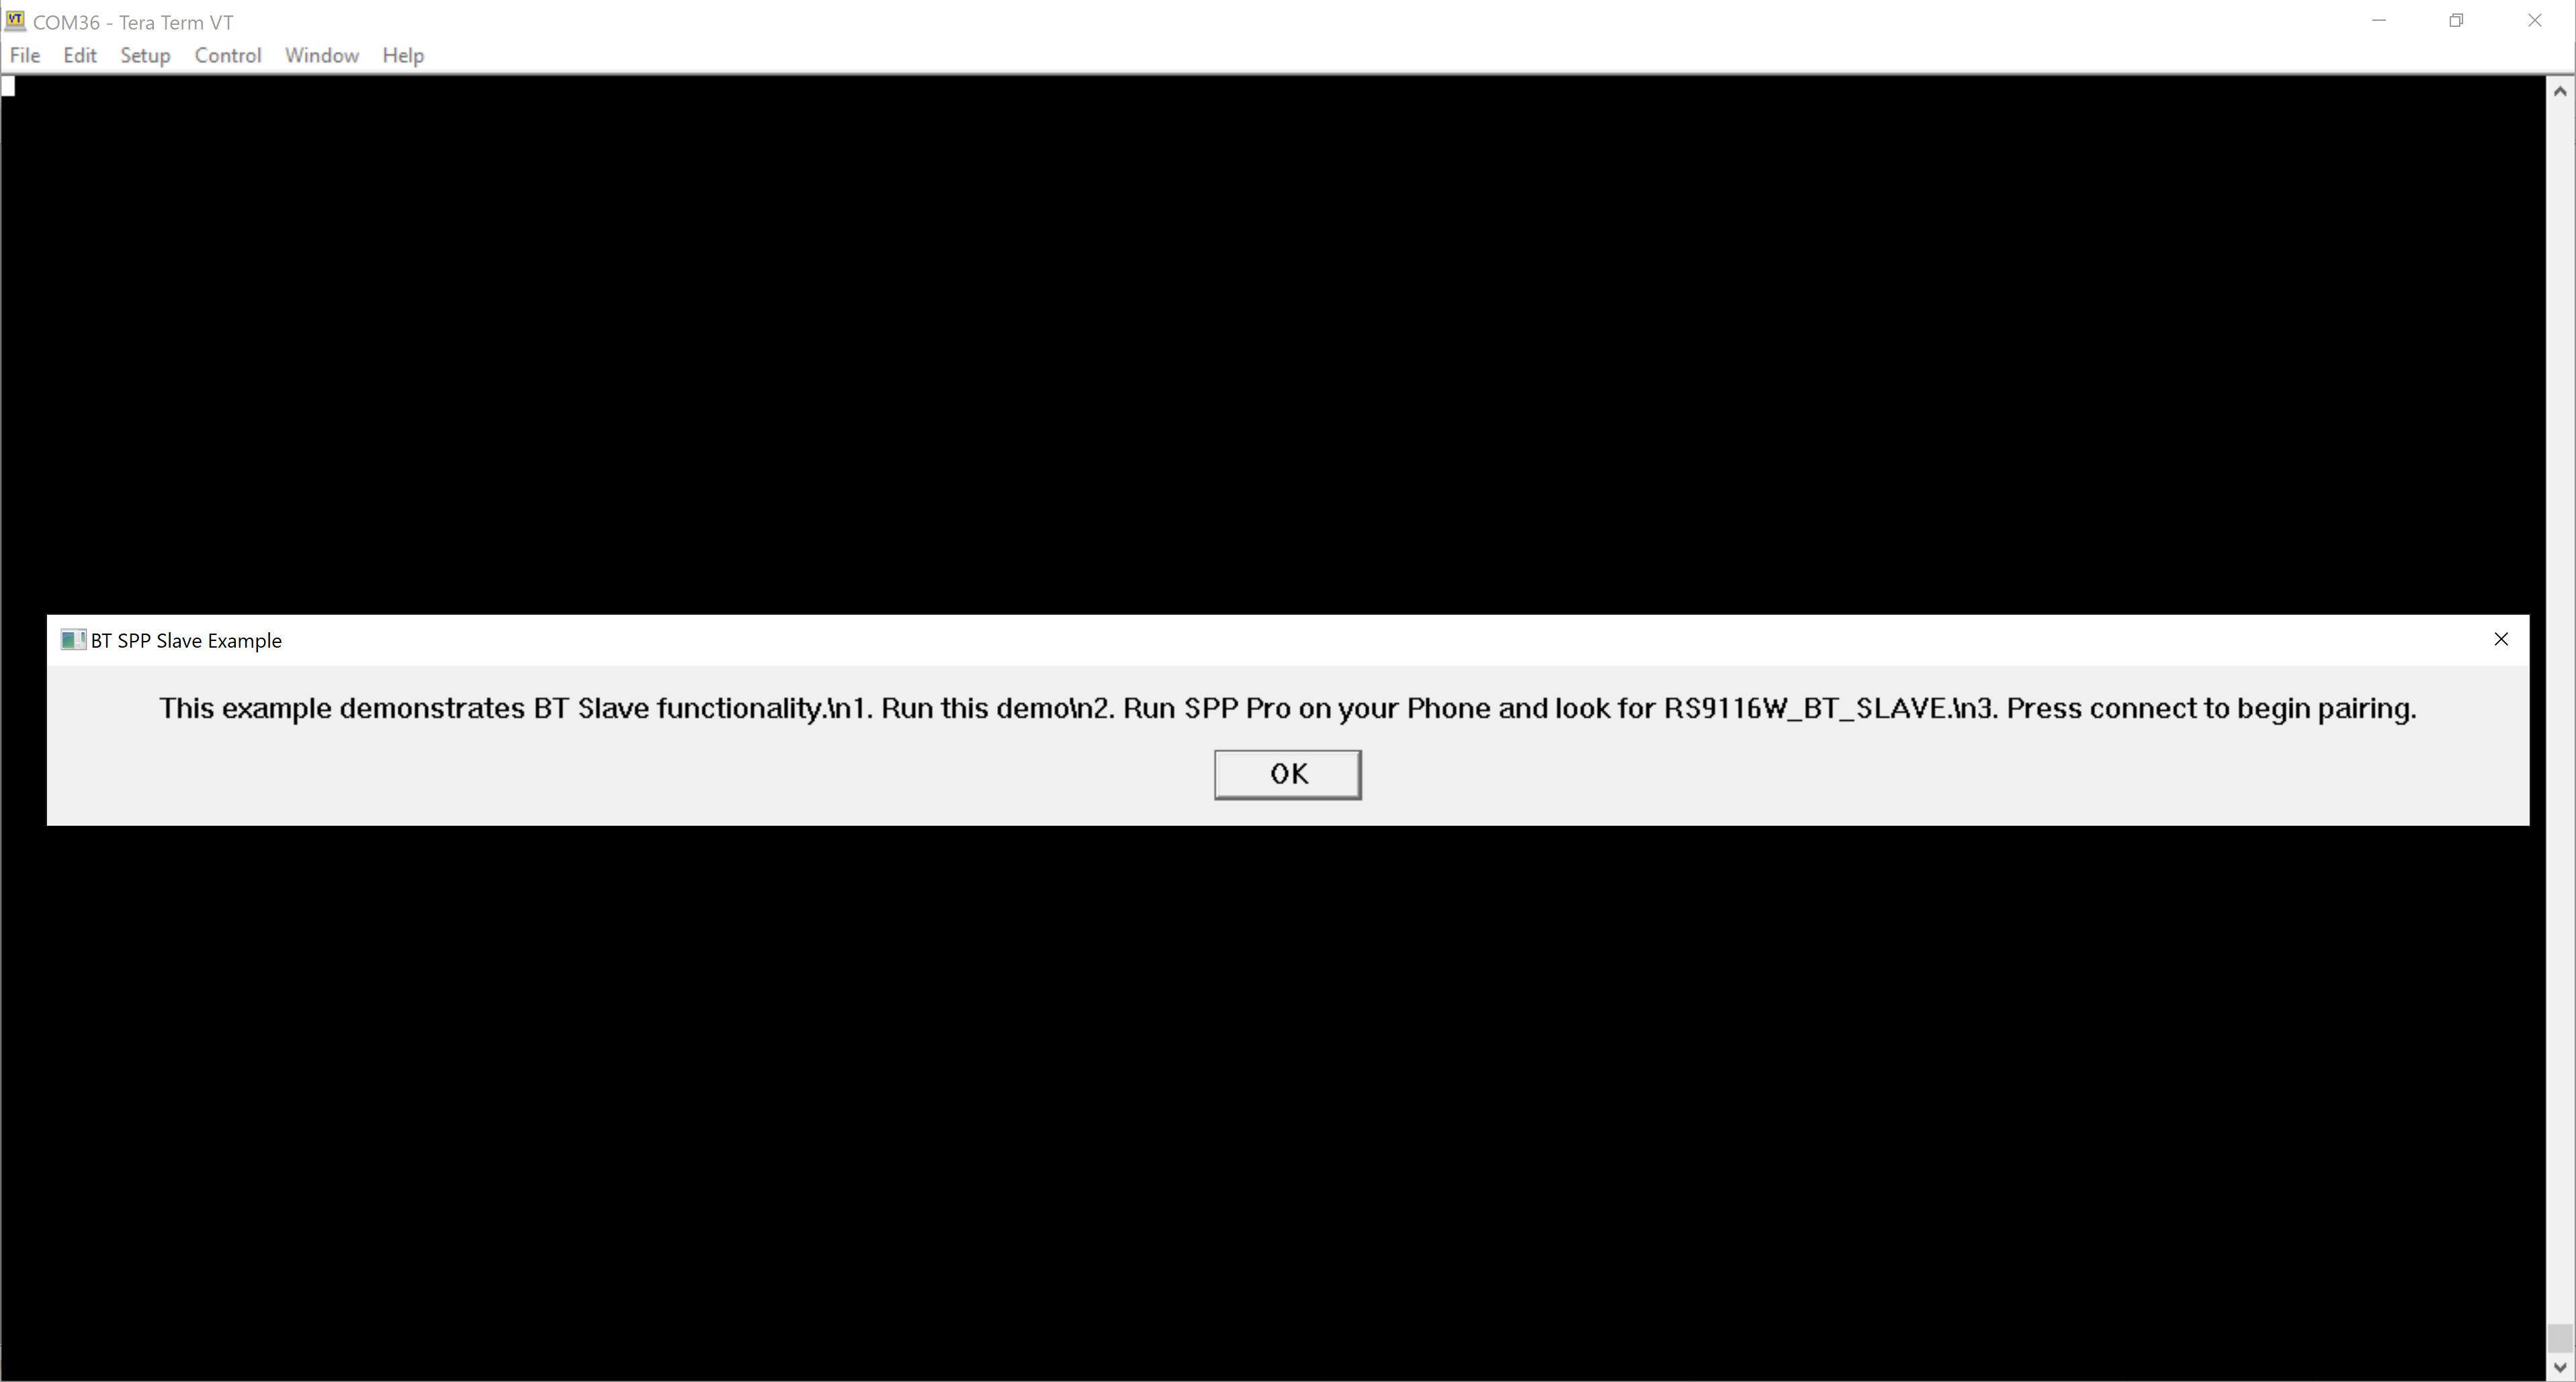 COM36 - Tera Term VT
File Edit Setup Control Window Help
BT SPP Slave Example
This example demonstrates BT Slave functionality.\n1. Run this demo\n2. Run SPP Pro on your Phone and look for RS9116W_BT_SLAVE.\n3. Press connect to begin pairing.
OK